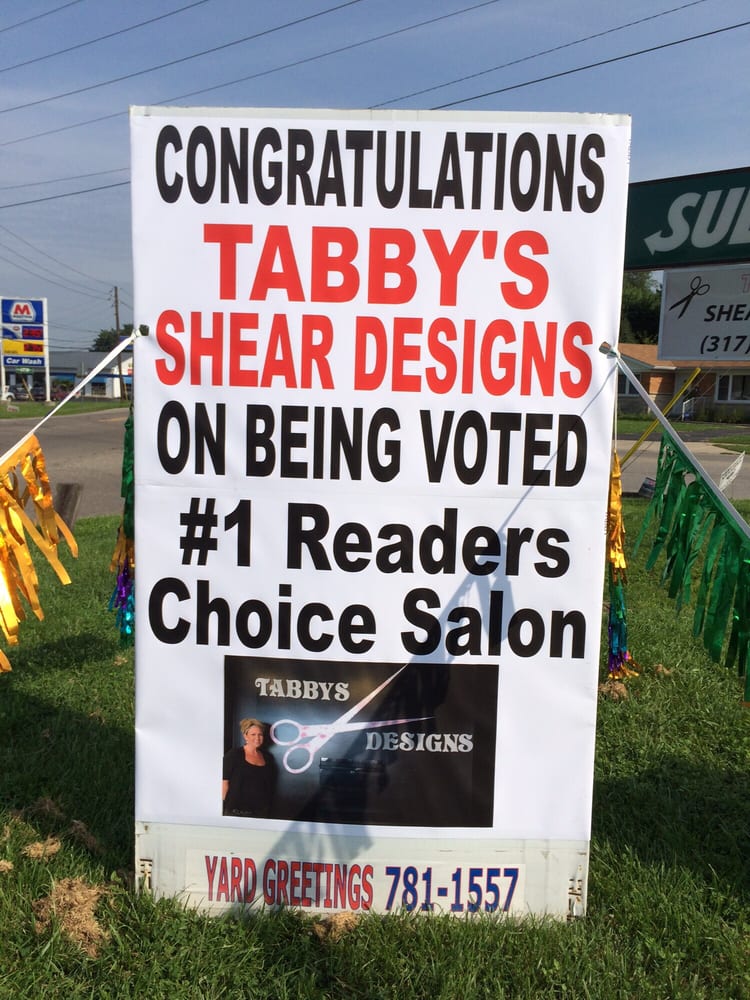 CONGRATULATIONS
TABBY'S
SHEAR DESIGNS
ON BEING VOTED
#1 Readers
Choice Salon
TABBYS
DESIGNS
YARD GREETINGS 781-1557
M
Car Wash
SU
SHEA
(317